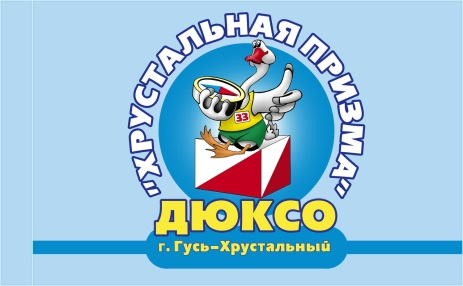 "ХРУСТАЛЬНАЯ ПРИЗМА"
33
ДЮКСО
г. Гусь-Хрустальный